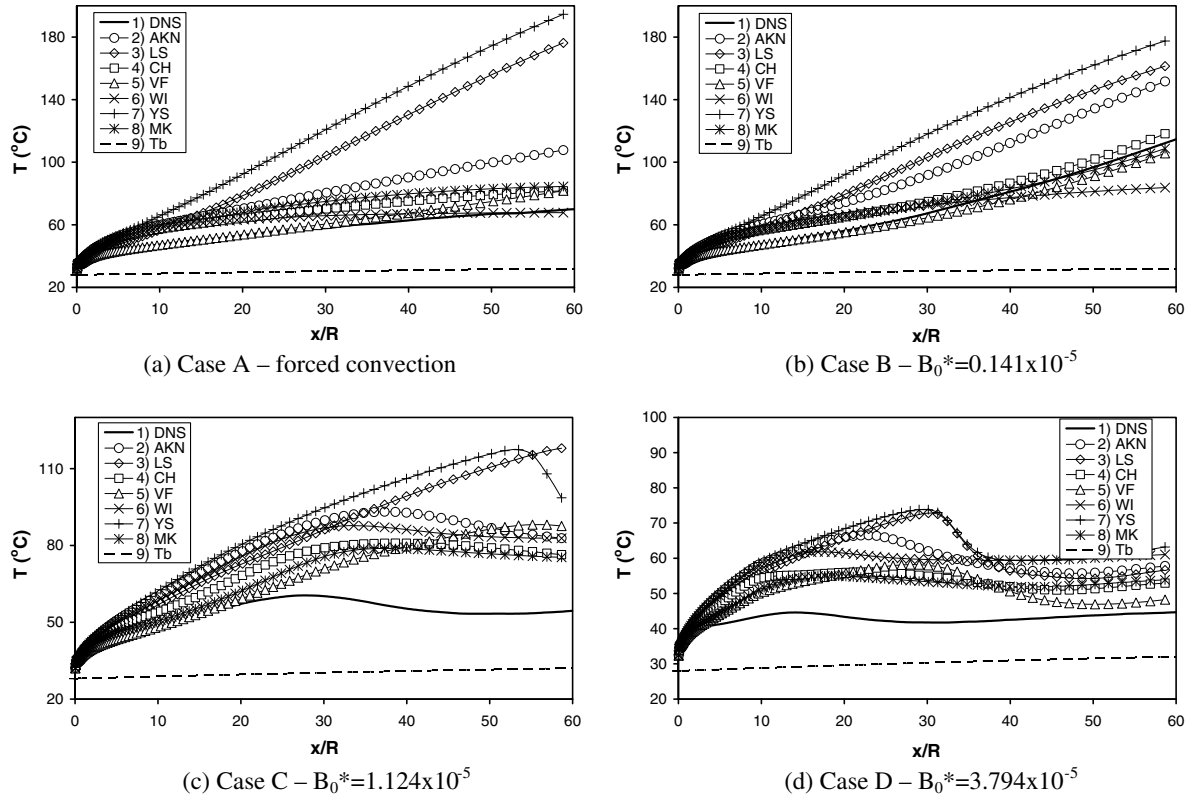 180
140
100
60
20
T (°C)
1) DNS
2) AKN
3) LS
4) CH
5) VF
6) WI
7) YS
8) MK
9) Tb
0 10 20 30 40 50 60
x/R
(a) Case A – forced convection
180
140
100
60
20
T (°C)
1) DNS
2) AKN
3) LS
4) CH
5) VF
6) WI
7) YS
8) MK
9) Tb
0 10 20 30 40 50 60
x/R
(b) Case B – B₀*=0.141x10⁻⁵
110
80
50
20
T (°C)
1) DNS
2) AKN
3) LS
4) CH
5) VF
6) WI
7) YS
8) MK
9) Tb
0 10 20 30 40 50 60
x/R
(c) Case C – B₀*=1.124x10⁻⁵
100
90
80
70
60
50
40
30
20
T (°C)
1) DNS
2) AKN
3) LS
4) CH
5) VF
6) WI
7) YS
8) MK
9) Tb
0 10 20 30 40 50 60
x/R
(d) Case D – B₀*=3.794x10⁻⁵